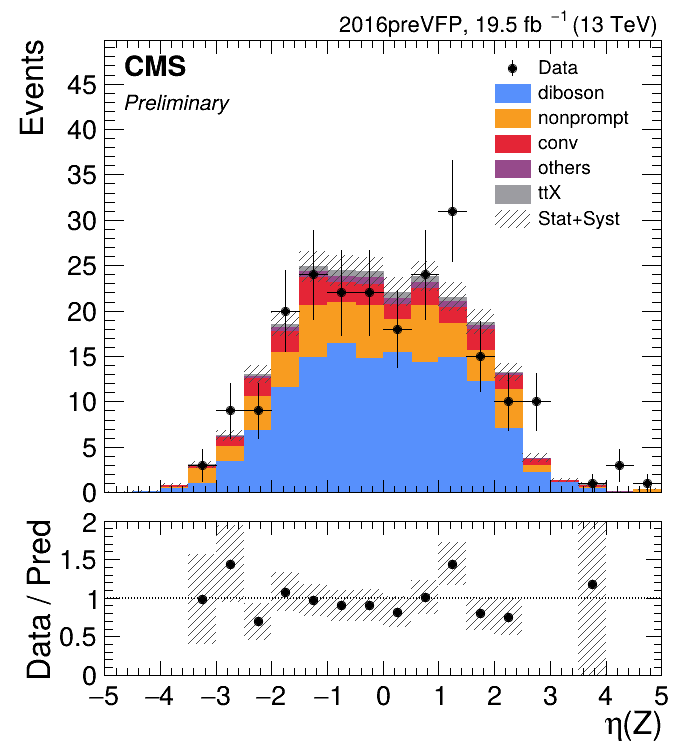 2016preVFP, 19.5 fb ⁻¹ (13 TeV)
CMS
Preliminary
Events
45
40
35
30
25
20
15
10
5
0
Data
diboson
nonprompt
conv
others
ttX
Stat+Syst
Data / Pred
2
1.5
1
0.5
0
−5 −4 −3 −2 −1 0 1 2 3 4 5
η(Z)